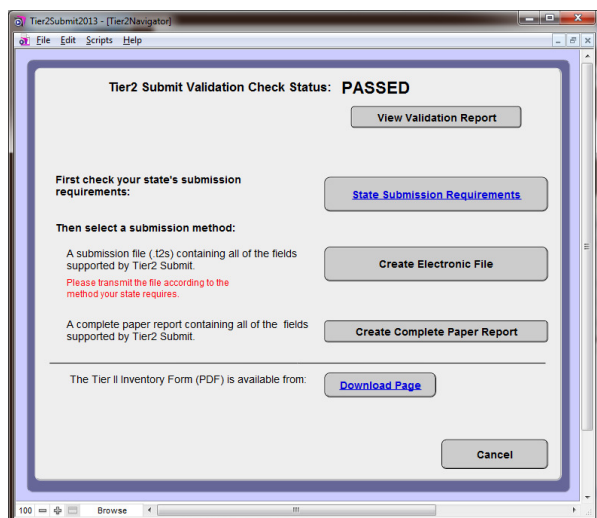 Tier2Submit2013 - [Tier2Navigator]
File Edit Scripts Help
Tier2 Submit Validation Check Status: PASSED
View Validation Report
First check your state's submission
requirements:
State Submission Requirements
Then select a submission method:
A submission file (.t2s) containing all of the fields
supported by Tier2 Submit.
Create Electronic File
Please transmit the file according to the
method your state requires.
A complete paper report containing all of the fields
supported by Tier2 Submit.
Create Complete Paper Report
The Tier II Inventory Form (PDF) is available from:
Download Page
Cancel
100 Browse